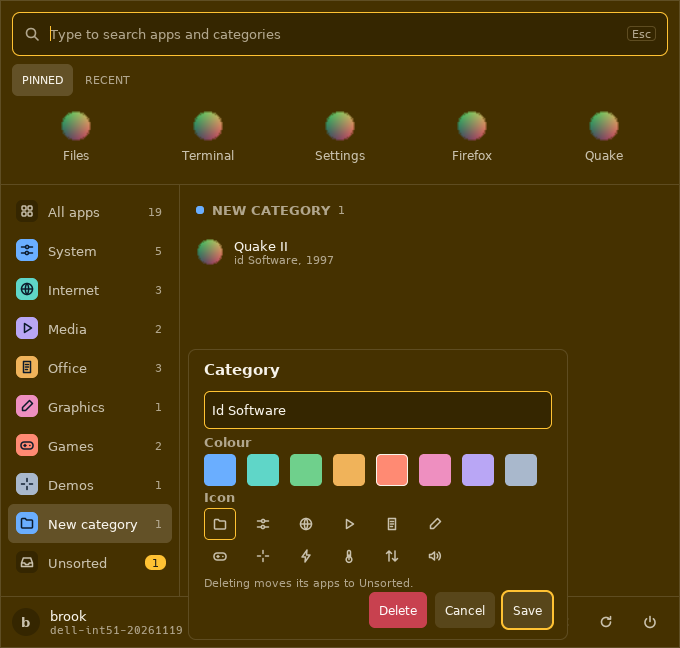 Type to search apps and categories
Esc
PINNED
RECENT
Files
Terminal
Settings
Firefox
Quake
All apps 19
System 5
Internet 3
Media 2
Office 3
Graphics 1
Games 2
Demos 1
New category 1
Unsorted 1
NEW CATEGORY 1
Quake II
id Software, 1997
Category
Id Software
Colour
Icon
Deleting moves its apps to Unsorted.
Delete
Cancel
Save
b
brook
dell-int51-20261119